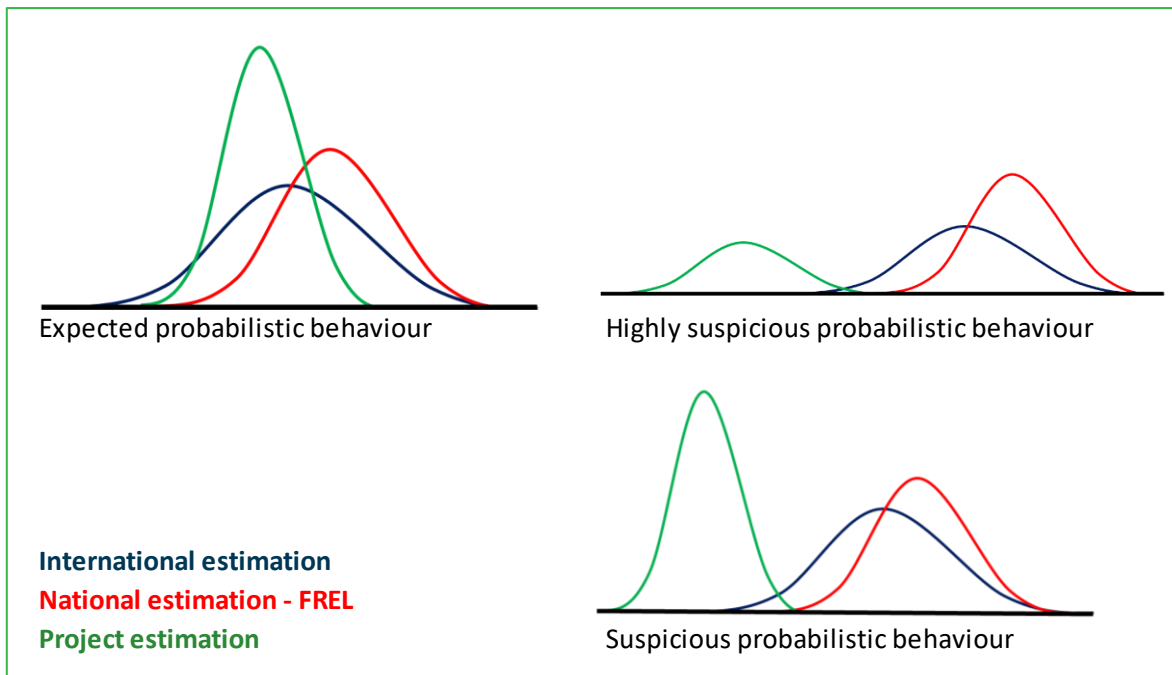 Expected probabilistic behaviour
Highly suspicious probabilistic behaviour
International estimation
National estimation - FREL
Project estimation
Suspicious probabilistic behaviour